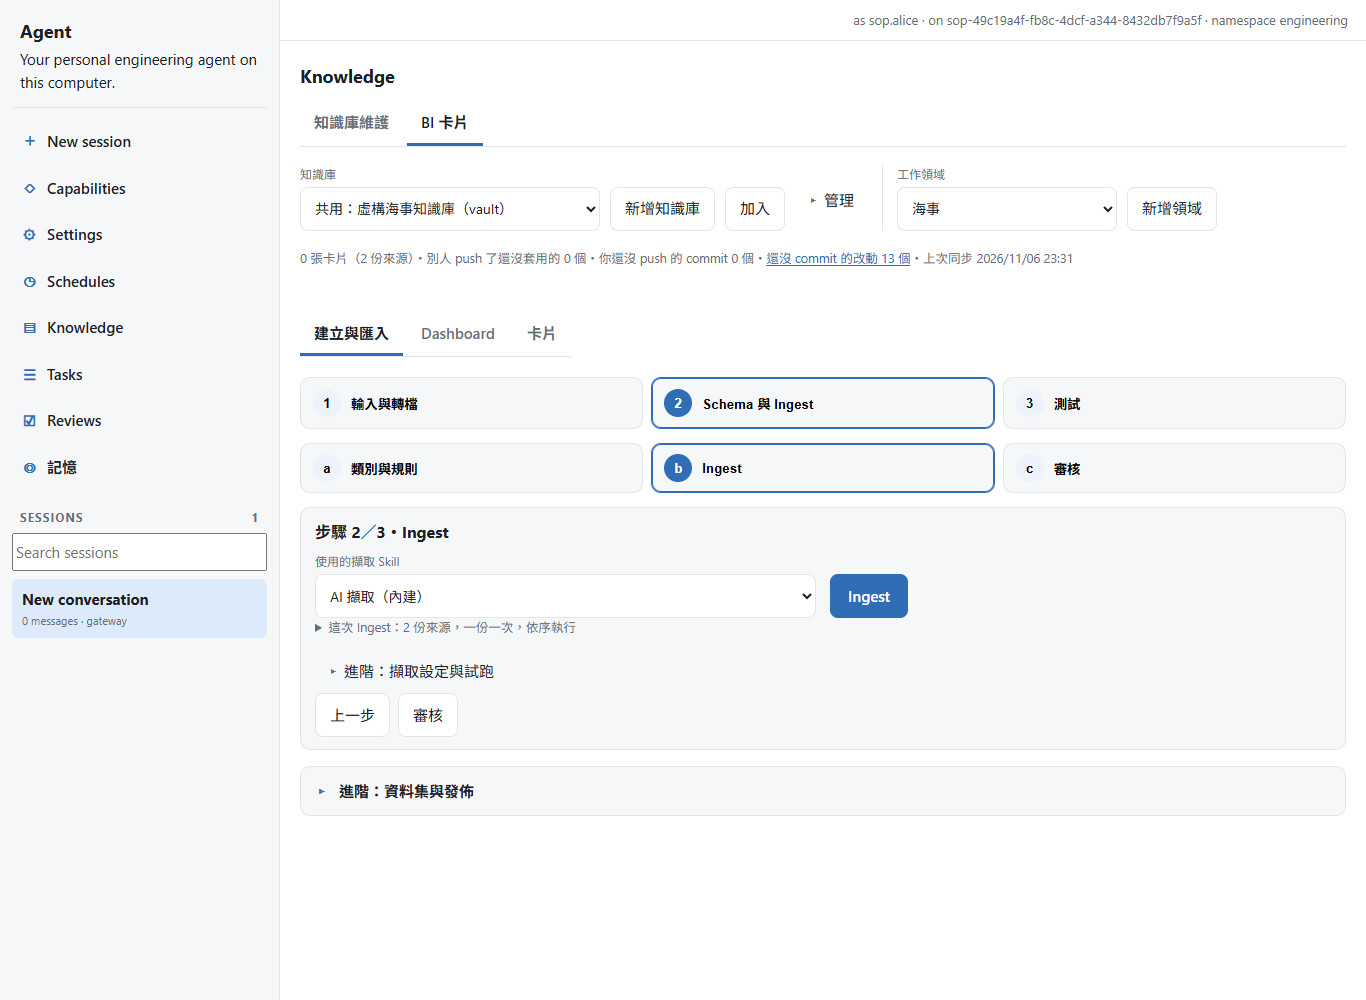 Agent
Your personal engineering agent on
this computer.
New session
Capabilities
Settings
Schedules
Knowledge
Tasks
Reviews
記憶
SESSIONS 1
Search sessions
New conversation
0 messages · gateway
as sop.alice · on sop-49c19a4f-fb8c-4dcf-a344-8432db7f9a5f · namespace engineering
Knowledge
知識庫維護 BI 卡片
知識庫 工作領域
共用：虛構海事知識庫（vault） 新增知識庫 加入 管理 海事 新增領域
0 張卡片（2 份來源）・別人 push 了還沒套用的 0 個・你還沒 push 的 commit 0 個・還沒 commit 的改動 13 個・上次同步 2026/11/06 23:31
建立與匯入 Dashboard 卡片
1 輸入與轉檔 2 Schema 與 Ingest 3 測試
a 類別與規則 b Ingest c 審核
步驟 2／3・Ingest
使用的擷取 Skill
AI 擷取（內建） Ingest
這次 Ingest：2 份來源，一份一次，依序執行
進階：擷取設定與試跑
上一步 審核
進階：資料集與發佈